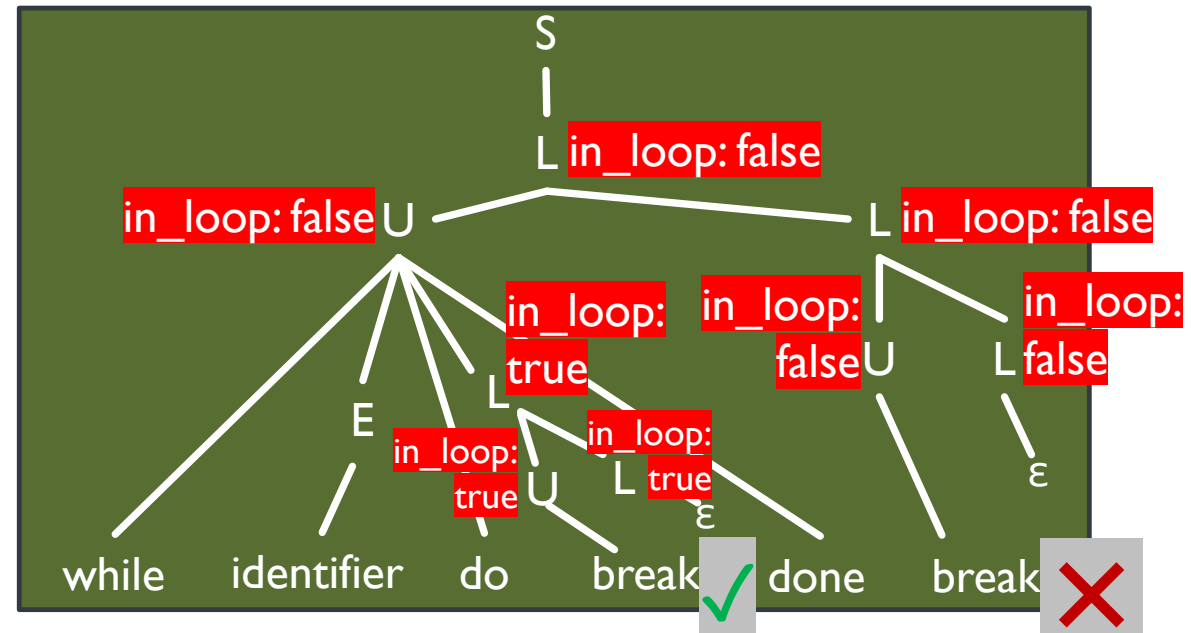 S
L in_loop: false
in_loop: false U
L in_loop: false
in_loop:
true
in_loop:
false U
in_loop:
L false
L
E
in_loop:
true U
in_loop:
L true
ε
ε
while identifier do break done break